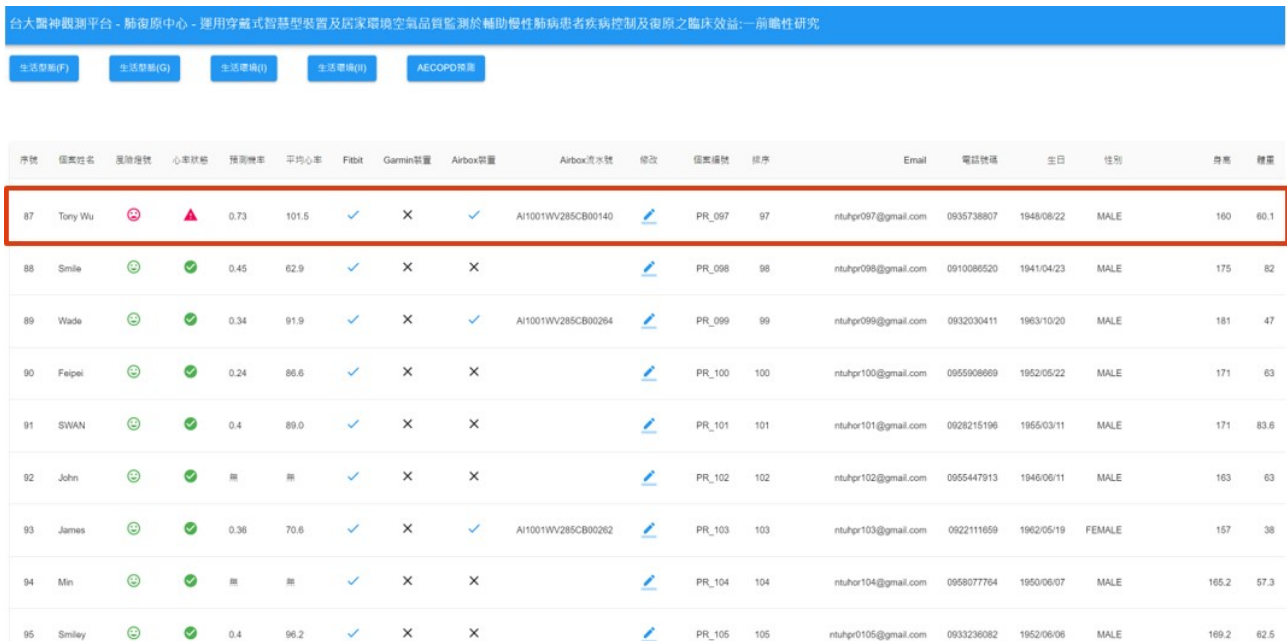 台大醫神觀測平台 - 肺復原中心 - 運用穿戴式智慧型裝置及居家環境空氣品質監測於輔助慢性肺病患者疾病控制及復原之臨床效益:一前瞻性研究
生活型態(F) 生活型態(G) 生活環境(I) 生活環境(II) AECOPD預測
序號 個案姓名 風險燈號 心率狀態 預測機率 平均心率 Fitbit Garmin裝置 Airbox裝置 Airbox流水號 修改 個案編號 排序 Email 電話號碼 生日 性別 身高 體重
87 Tony Wu 0.73 101.5 AI1001WV285CB00140 PR_097 97 ntuhpr097@gmail.com 0935738807 1948/08/22 MALE 160 60.1
88 Smile 0.45 62.9 PR_098 98 ntuhpr098@gmail.com 0910086520 1941/04/23 MALE 175 82
89 Wade 0.34 91.9 AI1001WV285CB00264 PR_099 99 ntuhpr099@gmail.com 0932030411 1963/10/20 MALE 181 47
90 Feipei 0.24 86.6 PR_100 100 ntuhpr100@gmail.com 0955908669 1952/05/22 MALE 171 63
91 SWAN 0.4 89.0 PR_101 101 ntuhor101@gmail.com 0928215196 1955/03/11 MALE 171 83.6
92 John 無 無 PR_102 102 ntuhpr102@gmail.com 0955447913 1946/06/11 MALE 163 63
93 James 0.36 70.6 AI1001WV285CB00262 PR_103 103 ntuhpr103@gmail.com 0922111659 1962/05/19 FEMALE 157 38
94 Min 無 無 PR_104 104 ntuhor104@gmail.com 0958077764 1950/06/07 MALE 165.2 57.3
95 Smiley 0.4 96.2 PR_105 105 ntuhpr0105@gmail.com 0933236082 1952/06/06 MALE 169.2 62.5